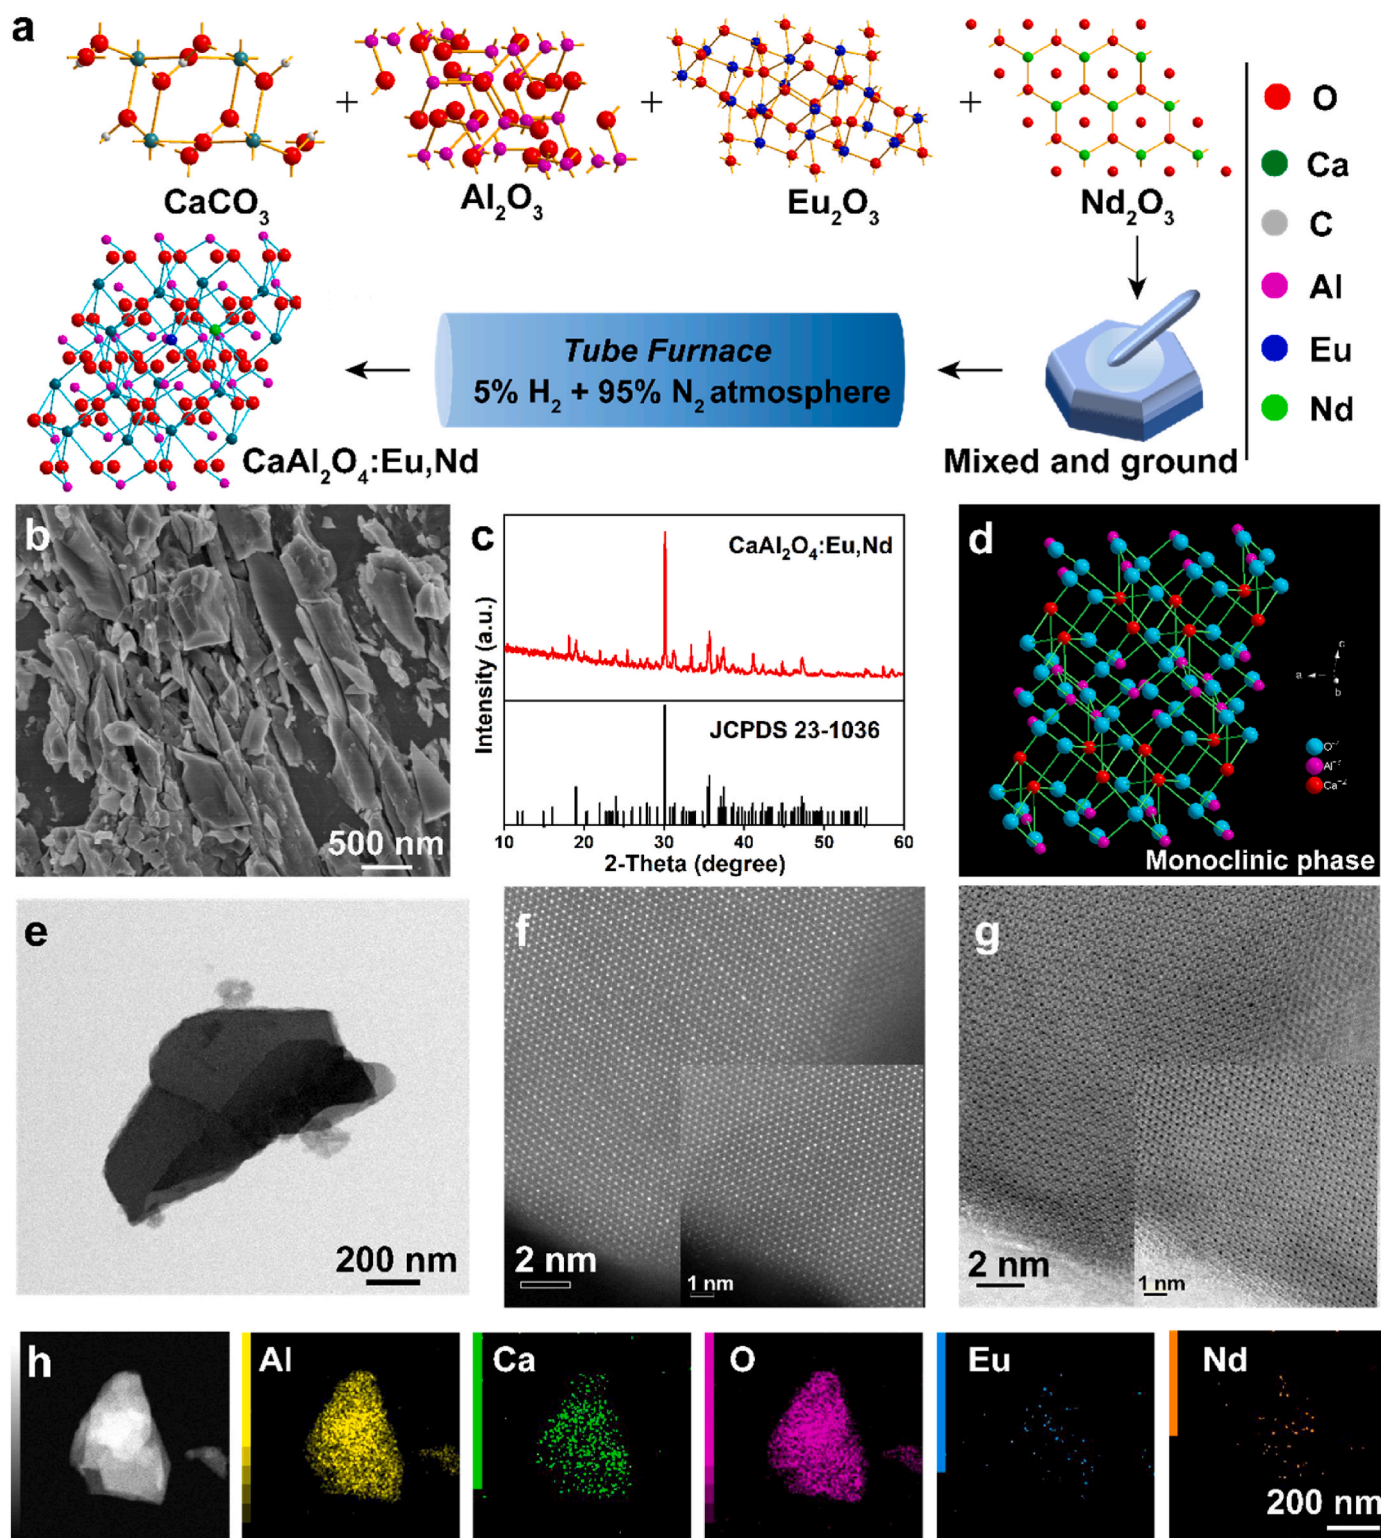 a
+
+
+
CaCO₃
Al₂O₃
Eu₂O₃
Nd₂O₃
O
Ca
C
Al
Eu
Nd
Tube Furnace
5% H₂ + 95% N₂ atmosphere
CaAl₂O₄:Eu,Nd
Mixed and ground
b
500 nm
c
CaAl₂O₄:Eu,Nd
JCPDS 23-1036
Intensity (a.u.)
10 20 30 40 50 60
2-Theta (degree)
d
c
a
b
Monoclinic phase
e
200 nm
f
2 nm
1 nm
g
2 nm
1 nm
h
Al
Ca
O
Eu
Nd
200 nm